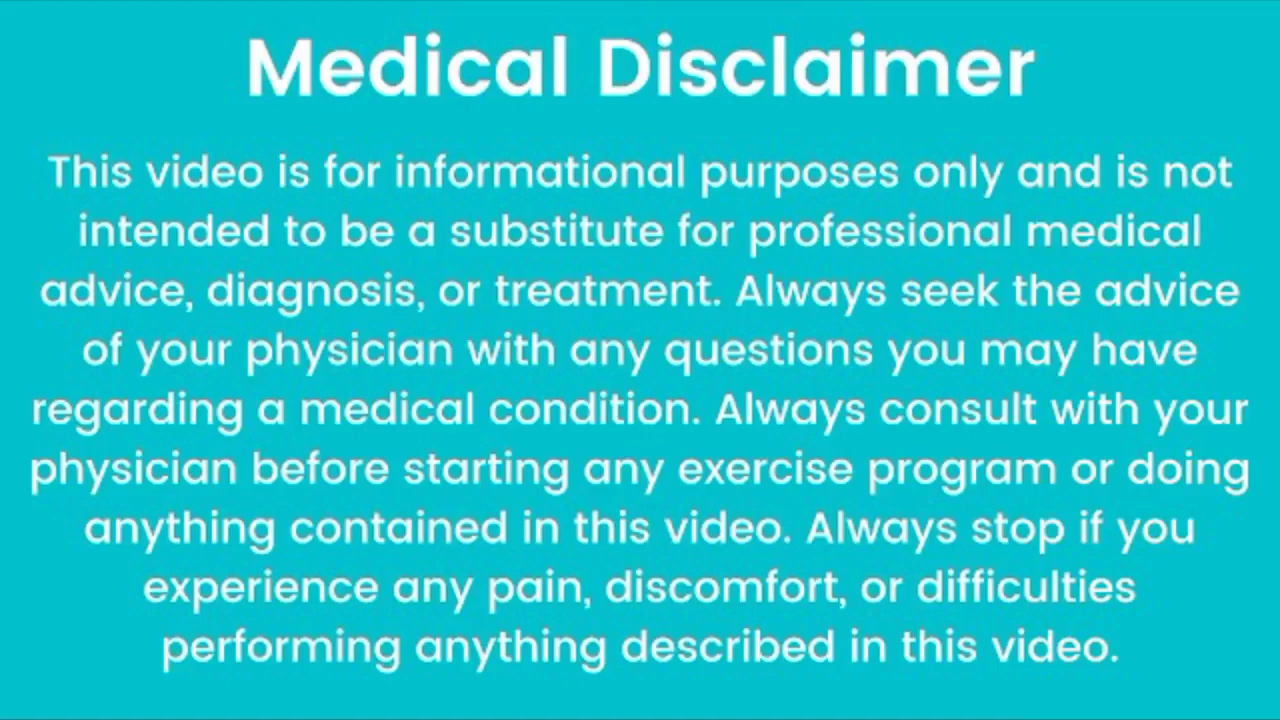 Medical Disclaimer
This video is for informational purposes only and is not
intended to be a substitute for professional medical
advice, diagnosis, or treatment. Always seek the advice
of your physician with any questions you may have
regarding a medical condition. Always consult with your
physician before starting any exercise program or doing
anything contained in this video. Always stop if you
experience any pain, discomfort, or difficulties
performing anything described in this video.